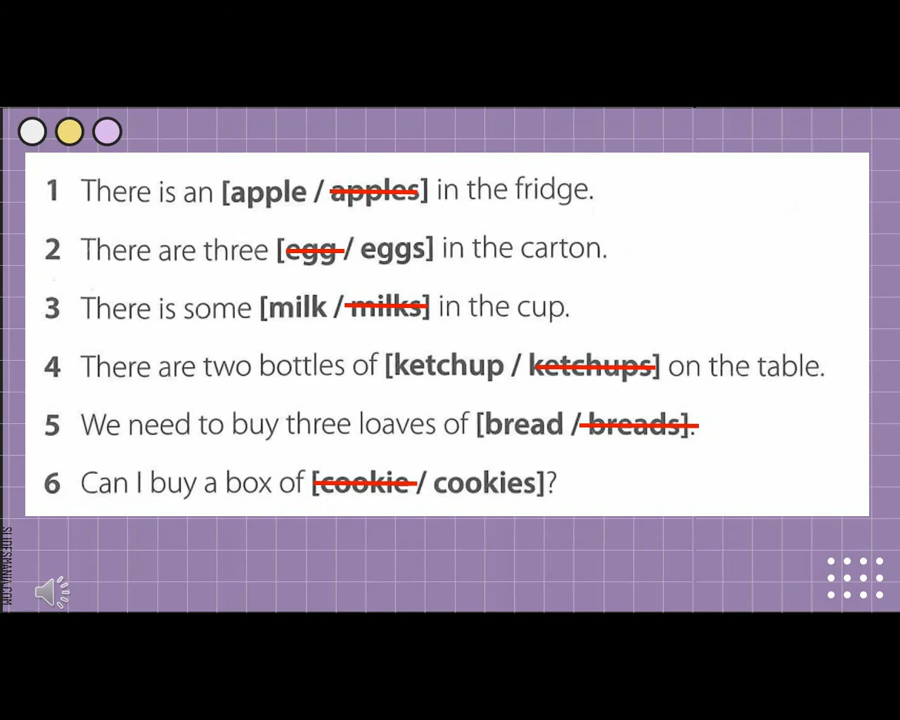 1 There is an [apple / apples] in the fridge.
2 There are three [egg / eggs] in the carton.
3 There is some [milk / milks] in the cup.
4 There are two bottles of [ketchup / ketchups] on the table.
5 We need to buy three loaves of [bread / breads].
6 Can I buy a box of [cookie / cookies]?
SLIDESMANIA.COM